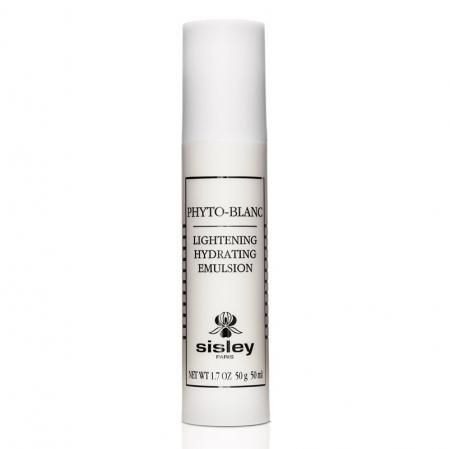 PHYTO-BLANC
LIGHTENING
HYDRATING
EMULSION
sisley
PARIS
NET WT 1.7 OZ 50 g 50 ml